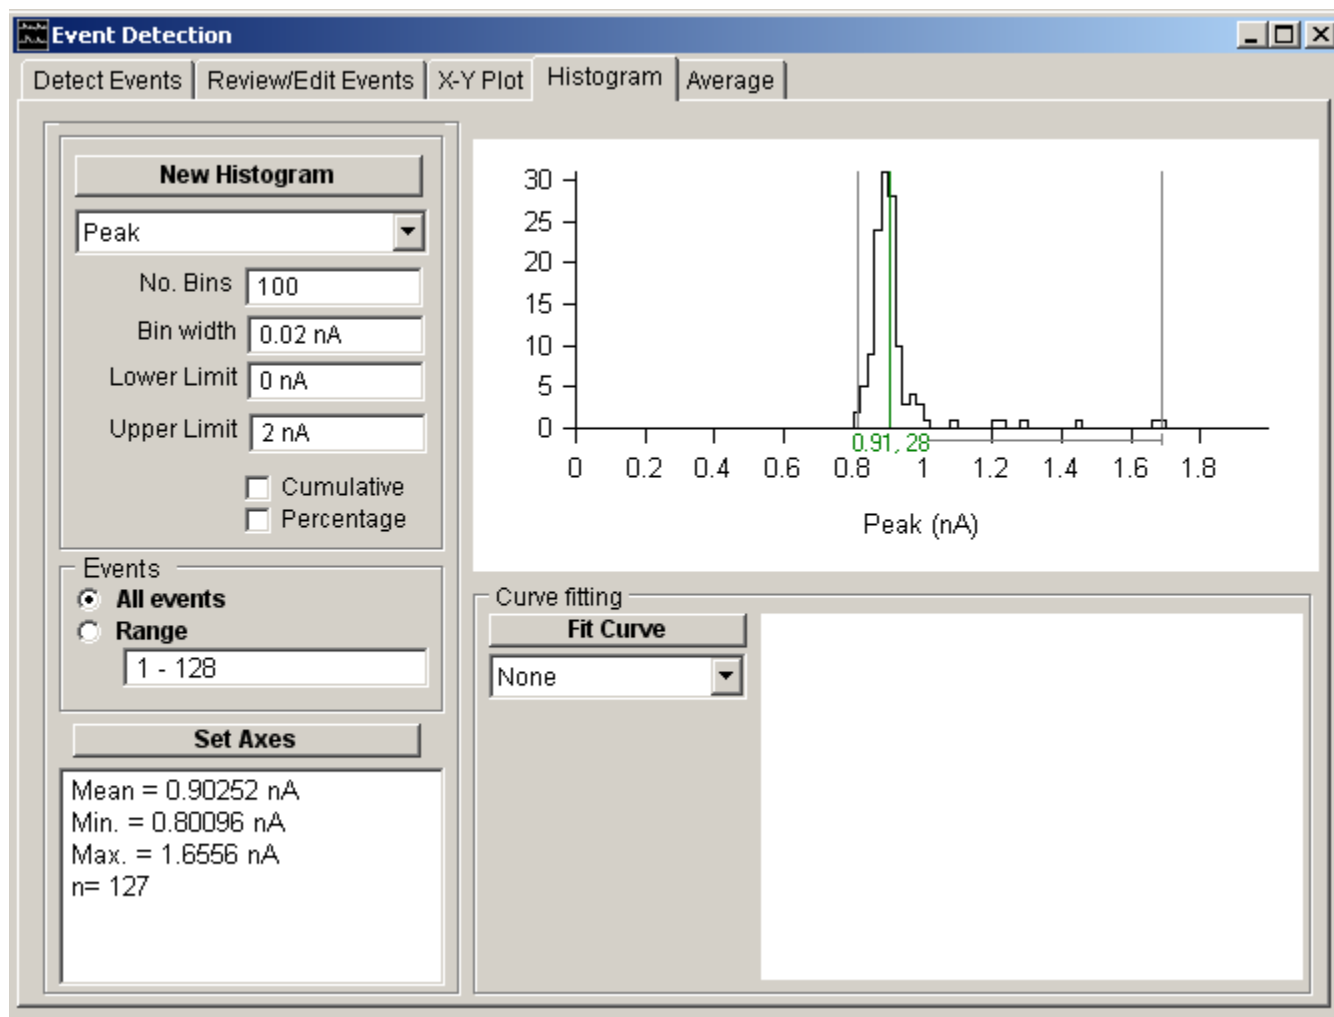 Event Detection
Detect Events Review/Edit Events X-Y Plot Histogram Average
New Histogram
Peak
No. Bins 100
Bin width 0.02 nA
Lower Limit 0 nA
Upper Limit 2 nA
Cumulative
Percentage
Events
All events
Range
1 - 128
Set Axes
Mean = 0.90252 nA
Min. = 0.80096 nA
Max. = 1.6556 nA
n= 127
30
25
20
15
10
5
0
0.91, 28
0 0.2 0.4 0.6 0.8 1 1.2 1.4 1.6 1.8
Peak (nA)
Curve fitting
Fit Curve
None